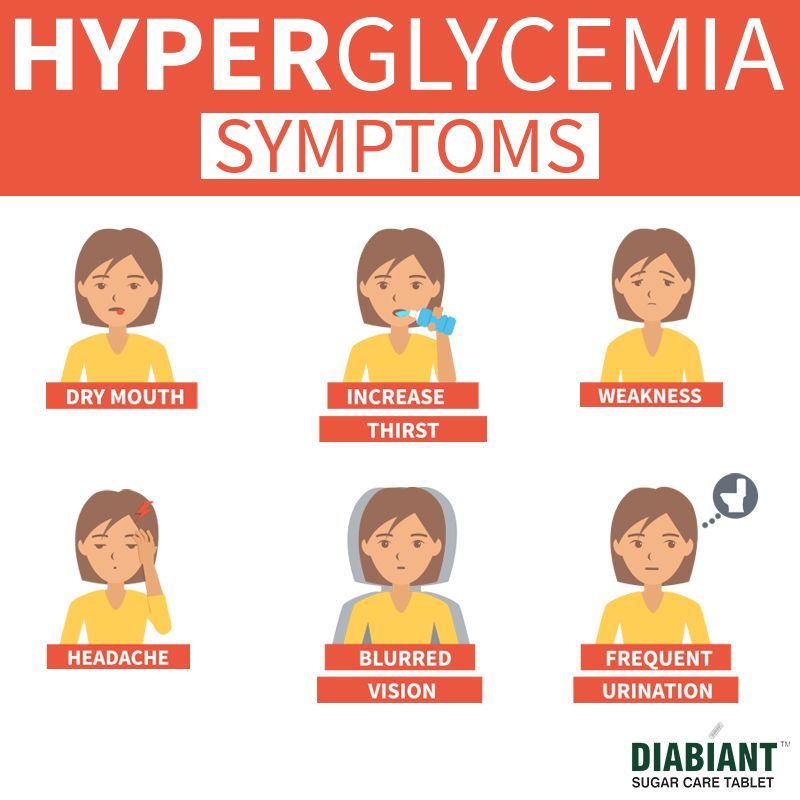 HYPERGLYCEMIA
SYMPTOMS
DRY MOUTH
INCREASE
THIRST
WEAKNESS
HEADACHE
BLURRED
VISION
FREQUENT
URINATION
DIABIANT™
SUGAR CARE TABLET